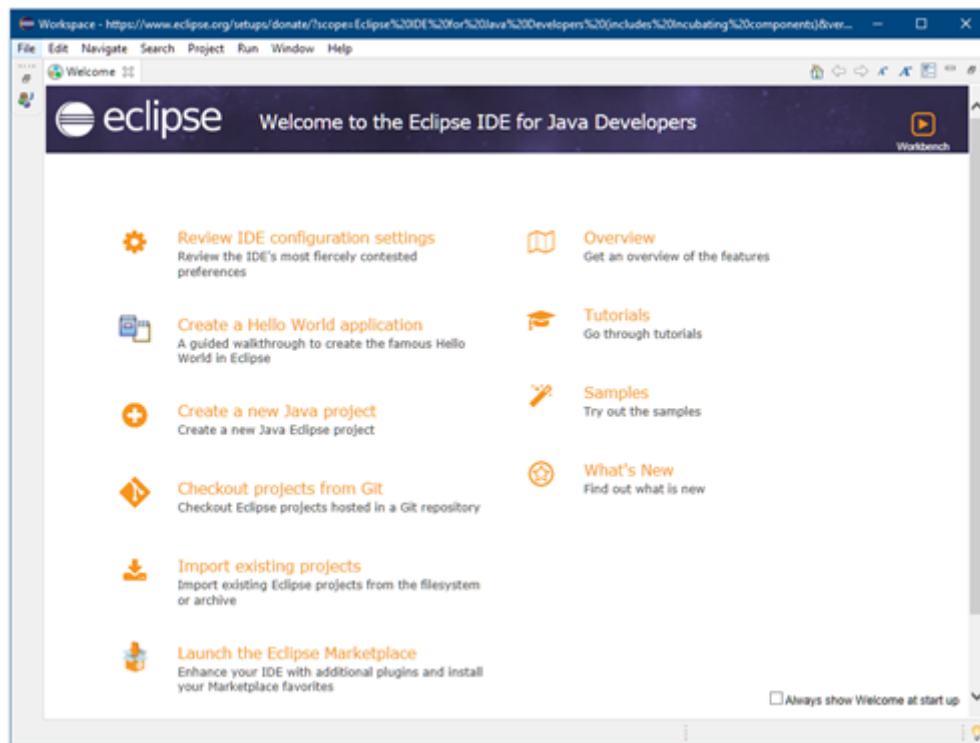 Workspace - https://www.eclipse.org/setups/donate/?scope=Eclipse%20IDE%20for%20Java%20Developers%20(includes%20Incubating%20components)&ver...
File Edit Navigate Search Project Run Window Help
Welcome
eclipse Welcome to the Eclipse IDE for Java Developers
Workbench
Review IDE configuration settings
Review the IDE's most fiercely contested
preferences
Create a Hello World application
A guided walkthrough to create the famous Hello
World in Eclipse
Create a new Java project
Create a new Java Eclipse project
Checkout projects from Git
Checkout Eclipse projects hosted in a Git repository
Import existing projects
Import existing Eclipse projects from the filesystem
or archive
Launch the Eclipse Marketplace
Enhance your IDE with additional plugins and install
your Marketplace favorites
Overview
Get an overview of the features
Tutorials
Go through tutorials
Samples
Try out the samples
What's New
Find out what is new
Always show Welcome at start up